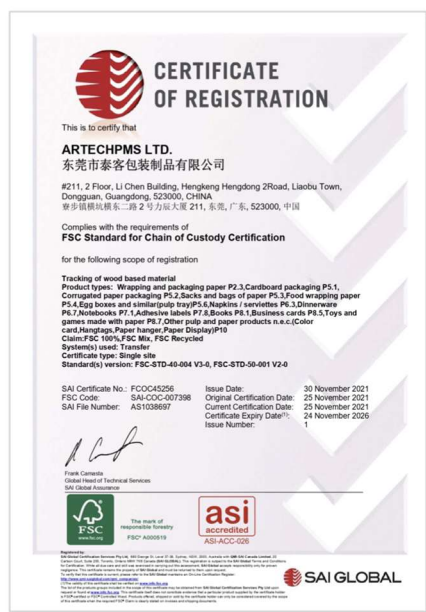 CERTIFICATE
OF REGISTRATION
This is to certify that
ARTECHPMS LTD.
东莞市泰客包装制品有限公司
#211, 2 Floor, Li Chen Building, Hengkeng Hengdong 2Road, Liaobu Town,
Dongguan, Guangdong, 523000, CHINA
寮步镇横坑横东二路 2 号力辰大厦 211, 东莞, 广东, 523000, 中国
Complies with the requirements of
FSC Standard for Chain of Custody Certification
for the following scope of registration
Tracking of wood based material
Product types: Wrapping and packaging paper P2.3,Cardboard packaging P5.1,
Corrugated paper packaging P5.2,Sacks and bags of paper P5.3,Food wrapping paper
P5.4,Egg boxes and similar(pulp tray)P5.6,Napkins / serviettes P6.3,Dinnerware
P6.7,Notebooks P7.1,Adhesive labels P7.8,Books P8.1,Business cards P8.5,Toys and
games made with paper P8.7,Other pulp and paper products n.e.c.(Color
card,Hangtags,Paper hanger,Paper Display)P10
Claim:FSC 100%,FSC Mix, FSC Recycled
System(s) used: Transfer
Certificate type: Single site
Standard(s) version: FSC-STD-40-004 V3-0, FSC-STD-50-001 V2-0
SAI Certificate No.: FCOC45256 Issue Date: 30 November 2021
FSC Code: SAI-COC-007398 Original Certification Date: 25 November 2021
SAI File Number: AS1038697 Current Certification Date: 25 November 2021
Certificate Expiry Date(1): 24 November 2026
Issue Number: 1
Frank Camasta
Global Head of Technical Services
SAI Global Assurance
FSC
www.fsc.org
The mark of
responsible forestry
FSC® A000519
asi
accredited
ASI-ACC-026
Registered by:
SAI GLOBAL